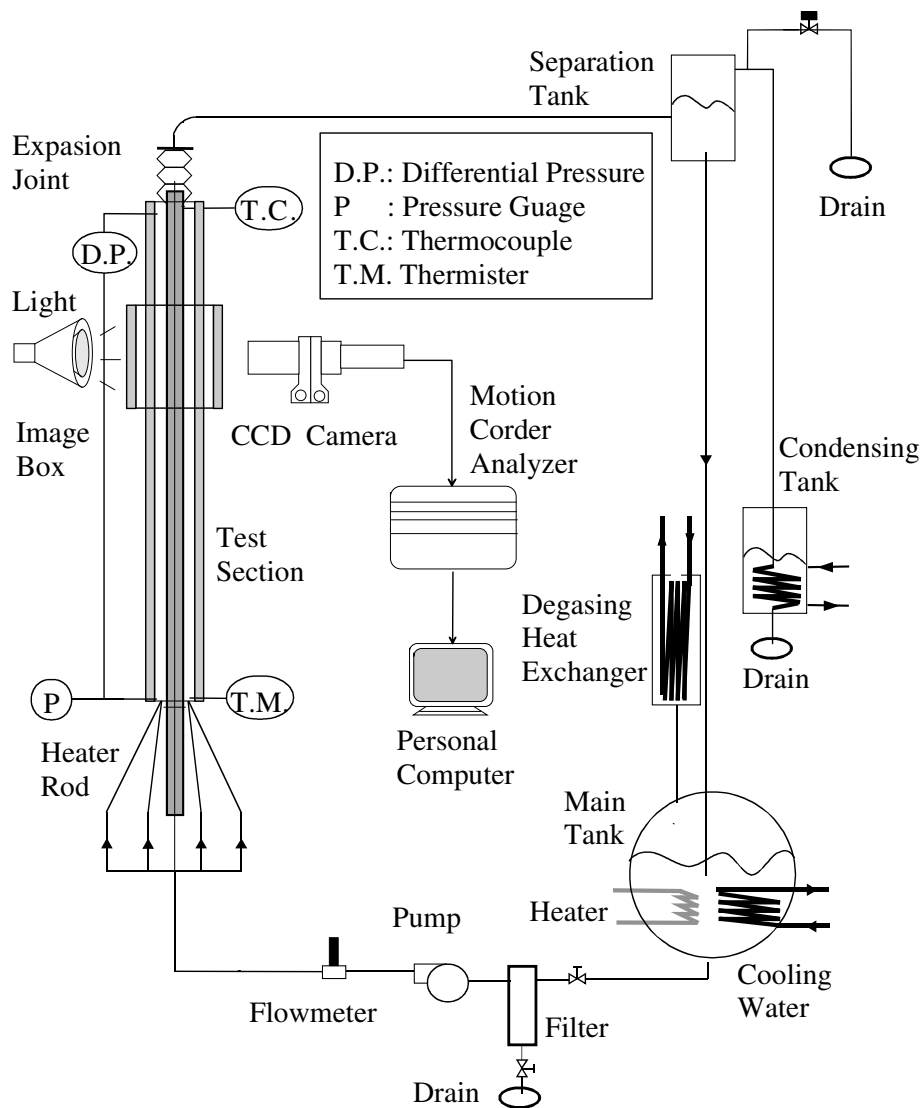 Separation
Tank
Expasion
Joint
D.P.: Differential Pressure
P : Pressure Guage
T.C.: Thermocouple
T.M. Thermister
T.C.
Drain
D.P.
Light
Image
Box
CCD Camera
Motion
Corder
Analyzer
Condensing
Tank
Test
Section
Degasing
Heat
Exchanger
Drain
P
T.M.
Heater
Rod
Personal
Computer
Main
Tank
Heater
Pump
Cooling
Water
Flowmeter
Filter
Drain